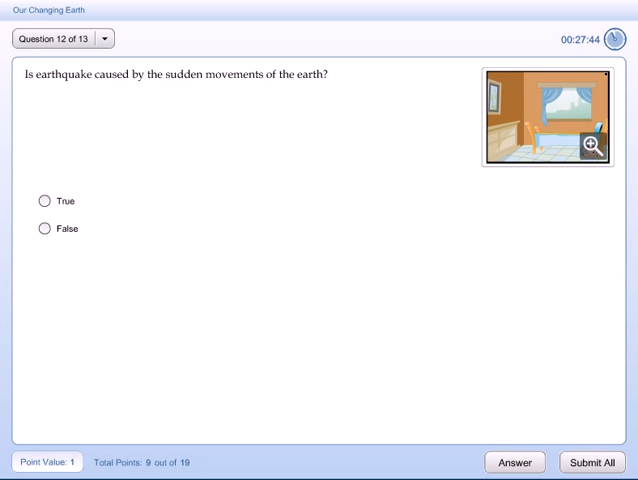 Our Changing Earth
Question 12 of 13
00:27:44
Is earthquake caused by the sudden movements of the earth?
True
False
Point Value: 1
Total Points: 9 out of 19
Answer
Submit All